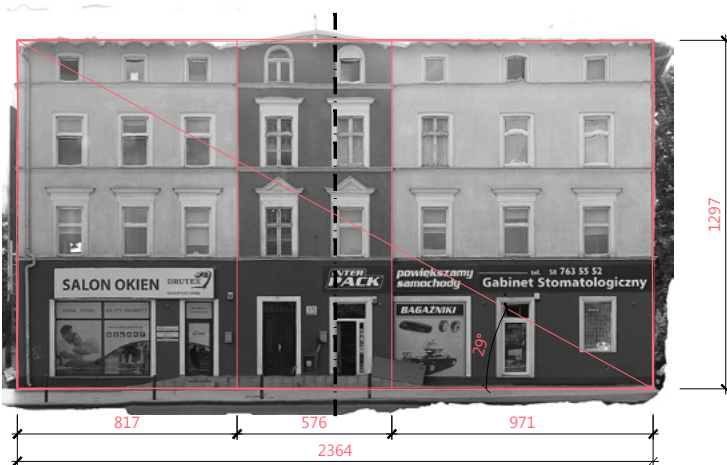 SALON OKIEN DRUTEX
INTER
PACK
powiększamy
samochody
tel. 58 763 55 52
Gabinet Stomatologiczny
BAGAŻNIKI
29°
1297
817
576
971
2364